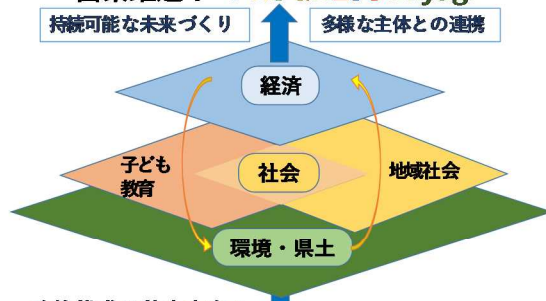 持続可能な未来づくり
多様な主体との連携
経済
子ども
教育
社会
地域社会
環境・県土